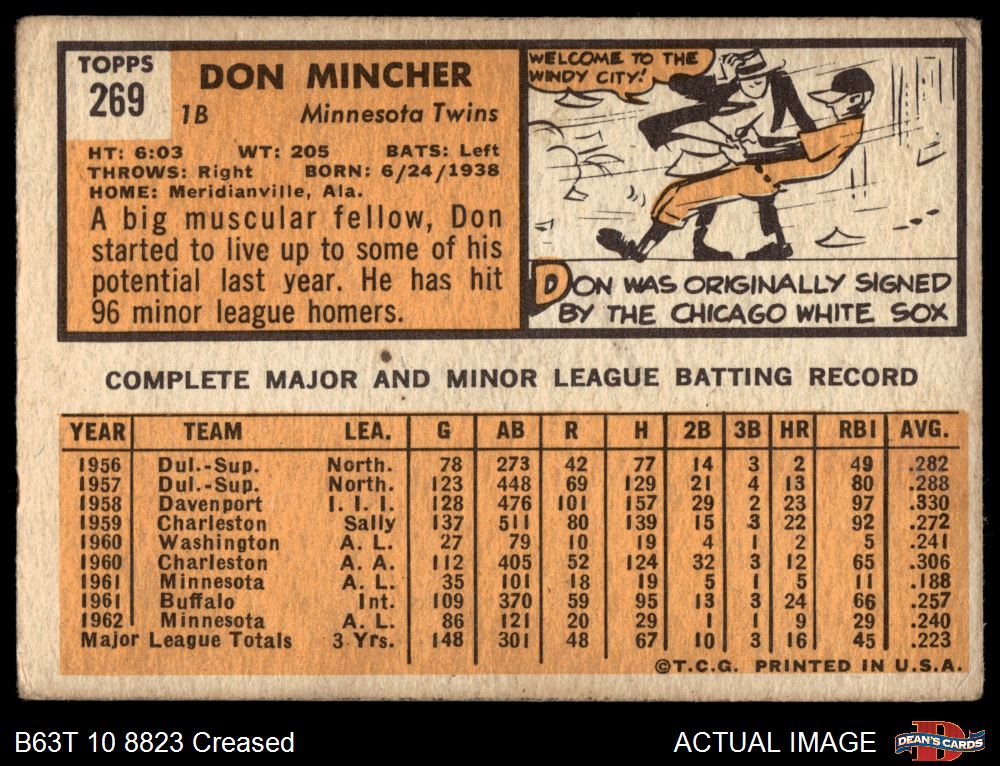 TOPPS
269
DON MINCHER
1B Minnesota Twins
HT: 6:03 WT: 205 BATS: Left
THROWS: Right BORN: 6/24/1938
HOME: Meridianville, Ala.
A big muscular fellow, Don
started to live up to some of his
potential last year. He has hit
96 minor league homers.
WELCOME TO THE
WINDY CITY!
DON WAS ORIGINALLY SIGNED
BY THE CHICAGO WHITE SOX
COMPLETE MAJOR AND MINOR LEAGUE BATTING RECORD
YEAR TEAM LEA. G AB R H 2B 3B HR RBI AVG.
1956 Dul.-Sup. North. 78 273 42 77 14 3 2 49 .282
1957 Dul.-Sup. North. 123 448 69 129 21 4 13 80 .288
1958 Davenport I. I. I. 128 476 101 157 29 2 23 97 .330
1959 Charleston Sally 137 511 80 139 15 3 22 92 .272
1960 Washington A. L. 27 79 10 19 4 1 2 5 .241
1960 Charleston A. A. 112 405 52 124 32 3 12 65 .306
1961 Minnesota A. L. 35 101 18 19 5 1 5 11 .188
1961 Buffalo Int. 109 370 59 95 13 3 24 66 .257
1962 Minnesota A. L. 86 121 20 29 1 1 9 29 .240
Major League Totals 3 Yrs. 148 301 48 67 10 3 16 45 .223
©T.C.G. PRINTED IN U.S.A.
B63T 10 8823 Creased
ACTUAL IMAGE
DEAN'S CARDS